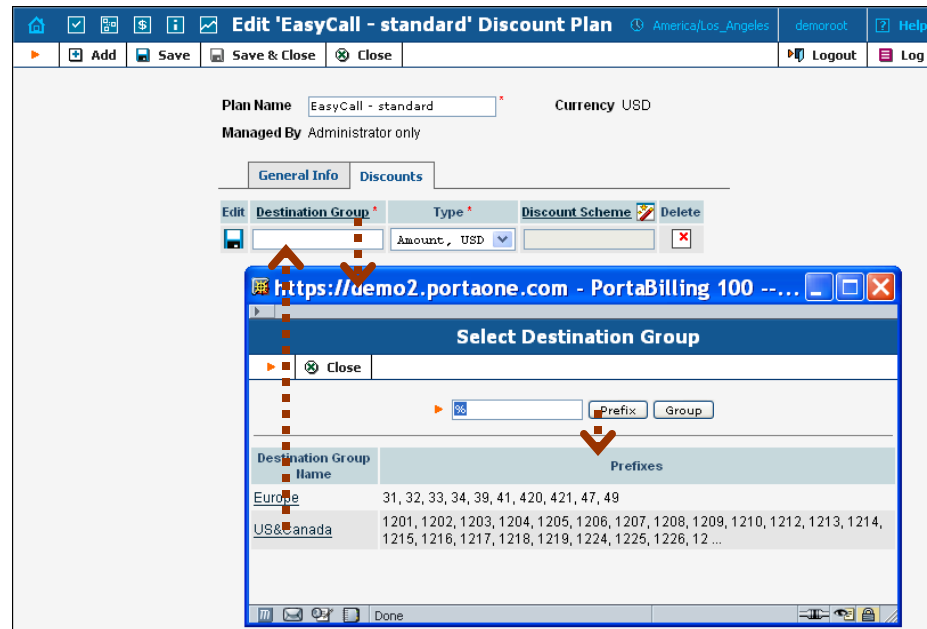 Edit 'EasyCall - standard' Discount Plan America/Los_Angeles demoroot ? Help
Add Save Save & Close Close Logout Log
Plan Name EasyCall - standard * Currency USD
Managed By Administrator only
General Info Discounts
Edit Destination Group * Type * Discount Scheme Delete
Amount, USD
https://demo2.portaone.com - PortaBilling 100 --...
Select Destination Group
Close
% Prefix Group
Destination Group
Name
Prefixes
Europe 31, 32, 33, 34, 39, 41, 420, 421, 47, 49
US&Canada 1201, 1202, 1203, 1204, 1205, 1206, 1207, 1208, 1209, 1210, 1212, 1213, 1214,
1215, 1216, 1217, 1218, 1219, 1224, 1225, 1226, 12 ...
Done